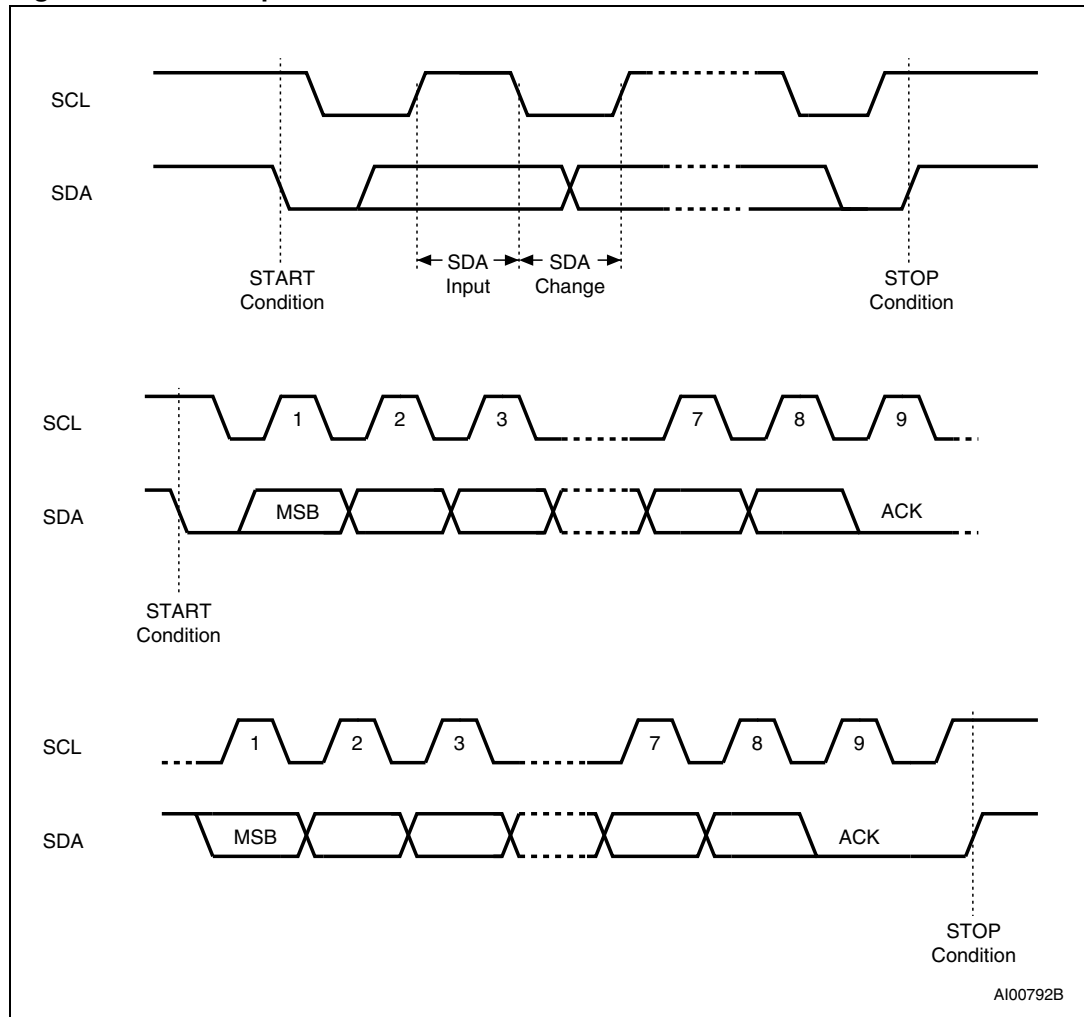 SCL
SDA
SDA
Input
SDA
Change
START
Condition
STOP
Condition
SCL
1
2
3
7
8
9
SDA
MSB
ACK
START
Condition
SCL
1
2
3
7
8
9
SDA
MSB
ACK
STOP
Condition
AI00792B